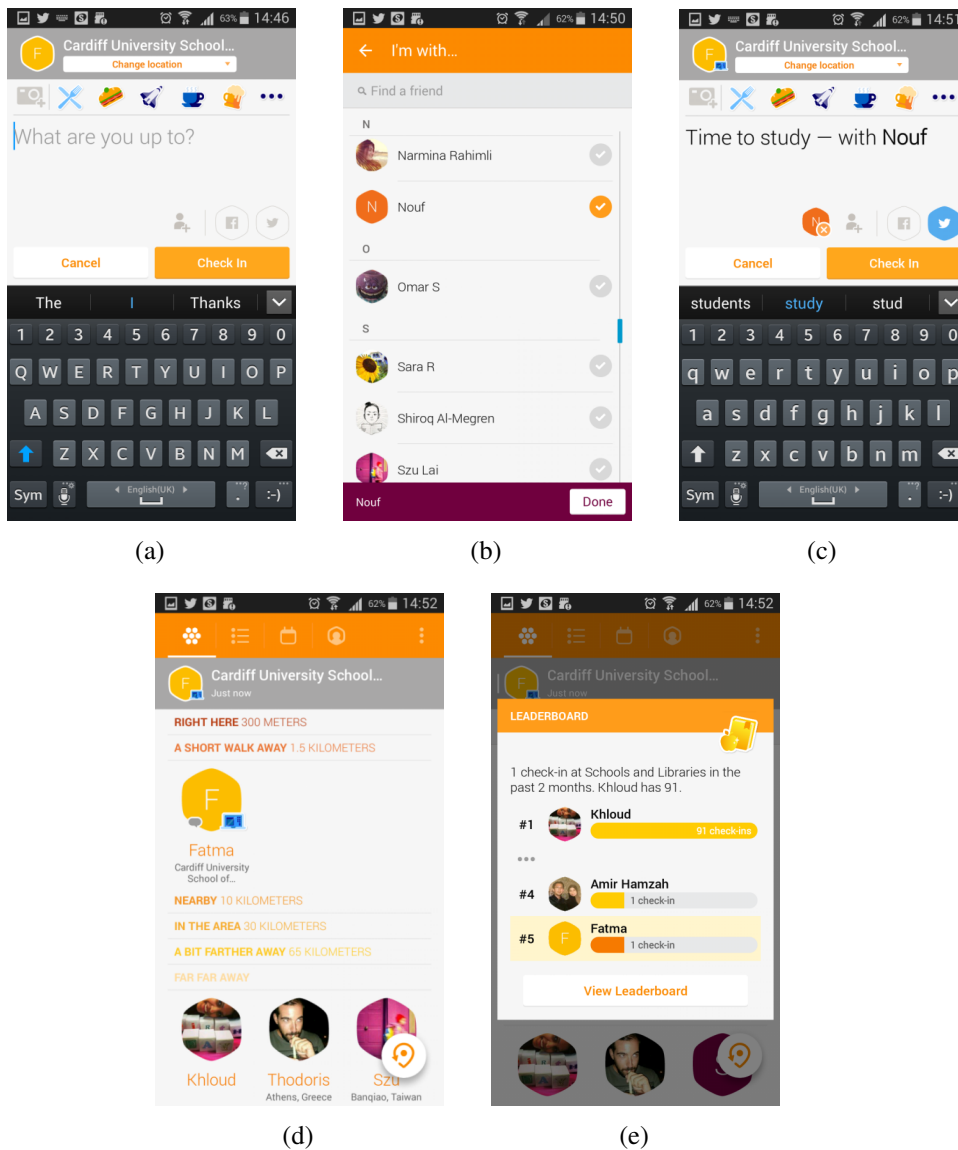 63% 14:46
F
Cardiff University School...
Change location
What are you up to?
Cancel
Check In
The
I
Thanks
1 2 3 4 5 6 7 8 9 0
Q W E R T Y U I O P
A S D F G H J K L
Z X C V B N M
Sym
English(UK)
. :-)
(a)
62% 14:50
I'm with...
Find a friend
N
Narmina Rahimli
N
Nouf
O
Omar S
S
Sara R
Shiroq Al-Megren
Szu Lai
Nouf
Done
(b)
62% 14:51
F
Cardiff University School...
Change location
Time to study — with Nouf
N
Cancel
Check In
students
study
stud
1 2 3 4 5 6 7 8 9 0
q w e r t y u i o p
a s d f g h j k l
z x c v b n m
Sym
English(UK)
. :-)
(c)
62% 14:52
F
Cardiff University School...
Just now
RIGHT HERE 300 METERS
A SHORT WALK AWAY 1.5 KILOMETERS
F
Fatma
Cardiff University
School of...
NEARBY 10 KILOMETERS
IN THE AREA 30 KILOMETERS
A BIT FARTHER AWAY 65 KILOMETERS
FAR FAR AWAY
Khloud
Thodoris
Athens, Greece
Szu
Banqiao, Taiwan
(d)
62% 14:52
F
Cardiff University School...
Just now
LEADERBOARD
1 check-in at Schools and Libraries in the
past 2 months. Khloud has 91.
#1
Khloud
91 check-ins
#4
Amir Hamzah
1 check-in
#5
F
Fatma
1 check-in
View Leaderboard
(e)